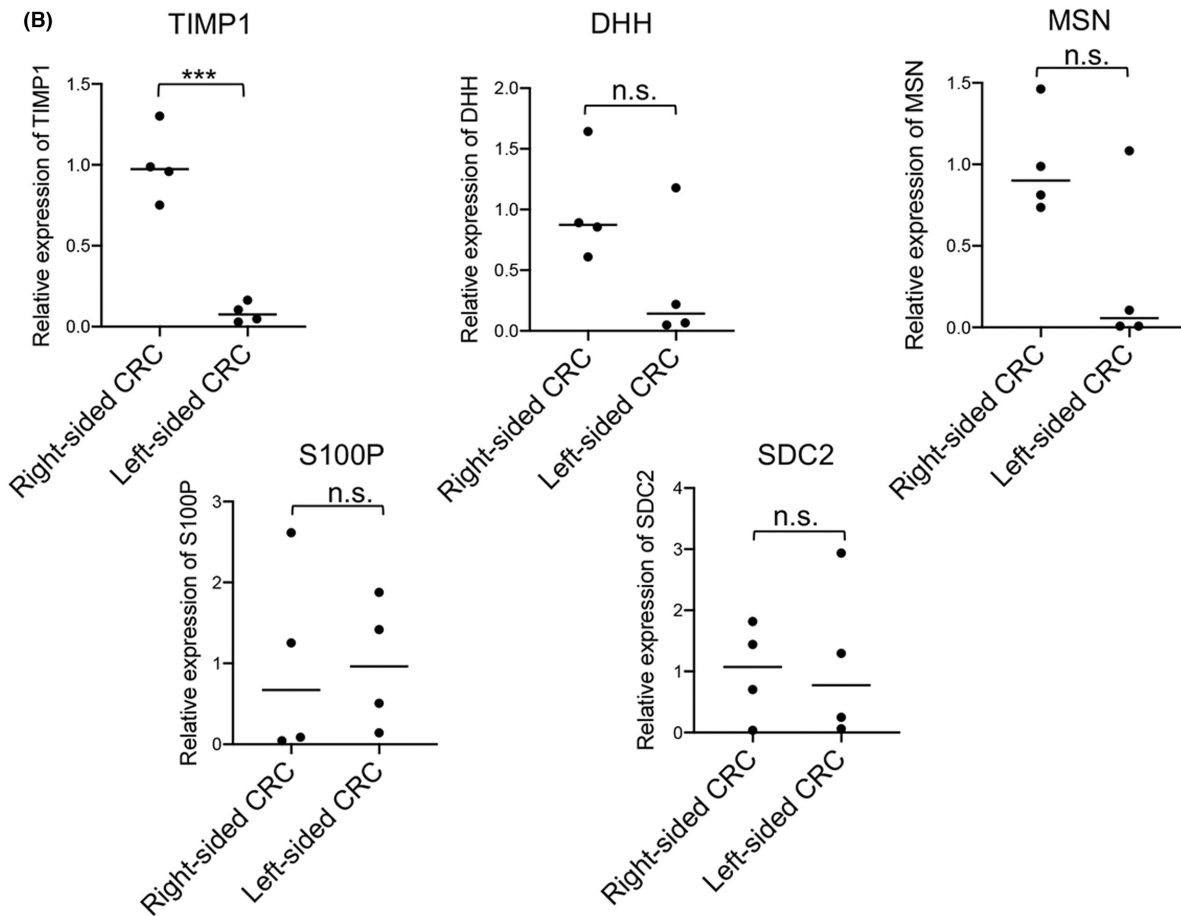 (B)
TIMP1
DHH
MSN
***
n.s.
n.s.
Relative expression of TIMP1
1.5
1.0
0.5
0.0
Right-sided CRC
Left-sided CRC
Relative expression of DHH
2.0
1.5
1.0
0.5
0.0
Right-sided CRC
Left-sided CRC
Relative expression of MSN
1.5
1.0
0.5
0.0
Right-sided CRC
Left-sided CRC
S100P
n.s.
Relative expression of S100P
3
2
1
0
Right-sided CRC
Left-sided CRC
SDC2
n.s.
Relative expression of SDC2
4
3
2
1
0
Right-sided CRC
Left-sided CRC